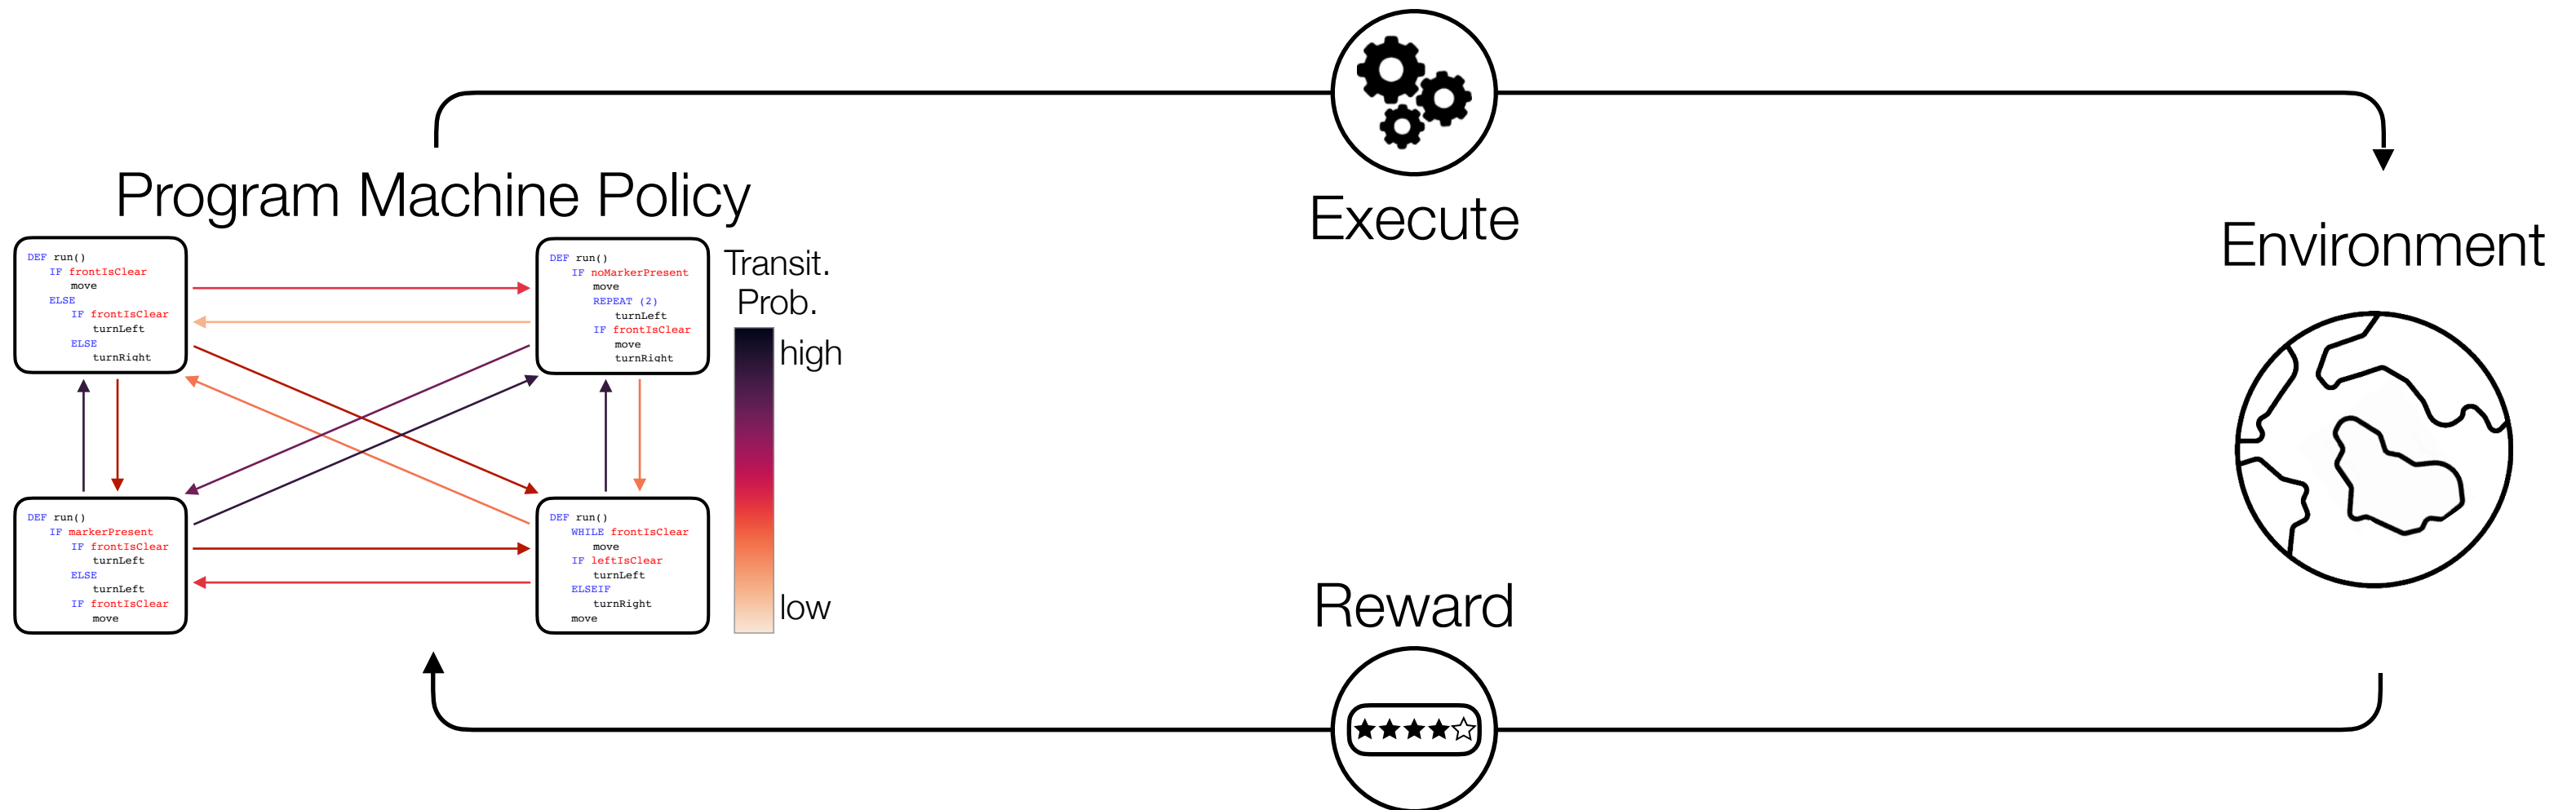 Program Machine Policy
DEF run()
IF frontIsClear
move
ELSE
IF frontIsClear
turnLeft
ELSE
turnRight
DEF run()
IF noMarkerPresent
move
REPEAT (2)
turnLeft
IF frontIsClear
move
turnRight
DEF run()
IF markerPresent
IF frontIsClear
turnLeft
ELSE
turnLeft
IF frontIsClear
move
DEF run()
WHILE frontIsClear
move
IF leftIsClear
turnLeft
ELSEIF
turnRight
move
Transit.
Prob.
high
low
Execute
Environment
Reward